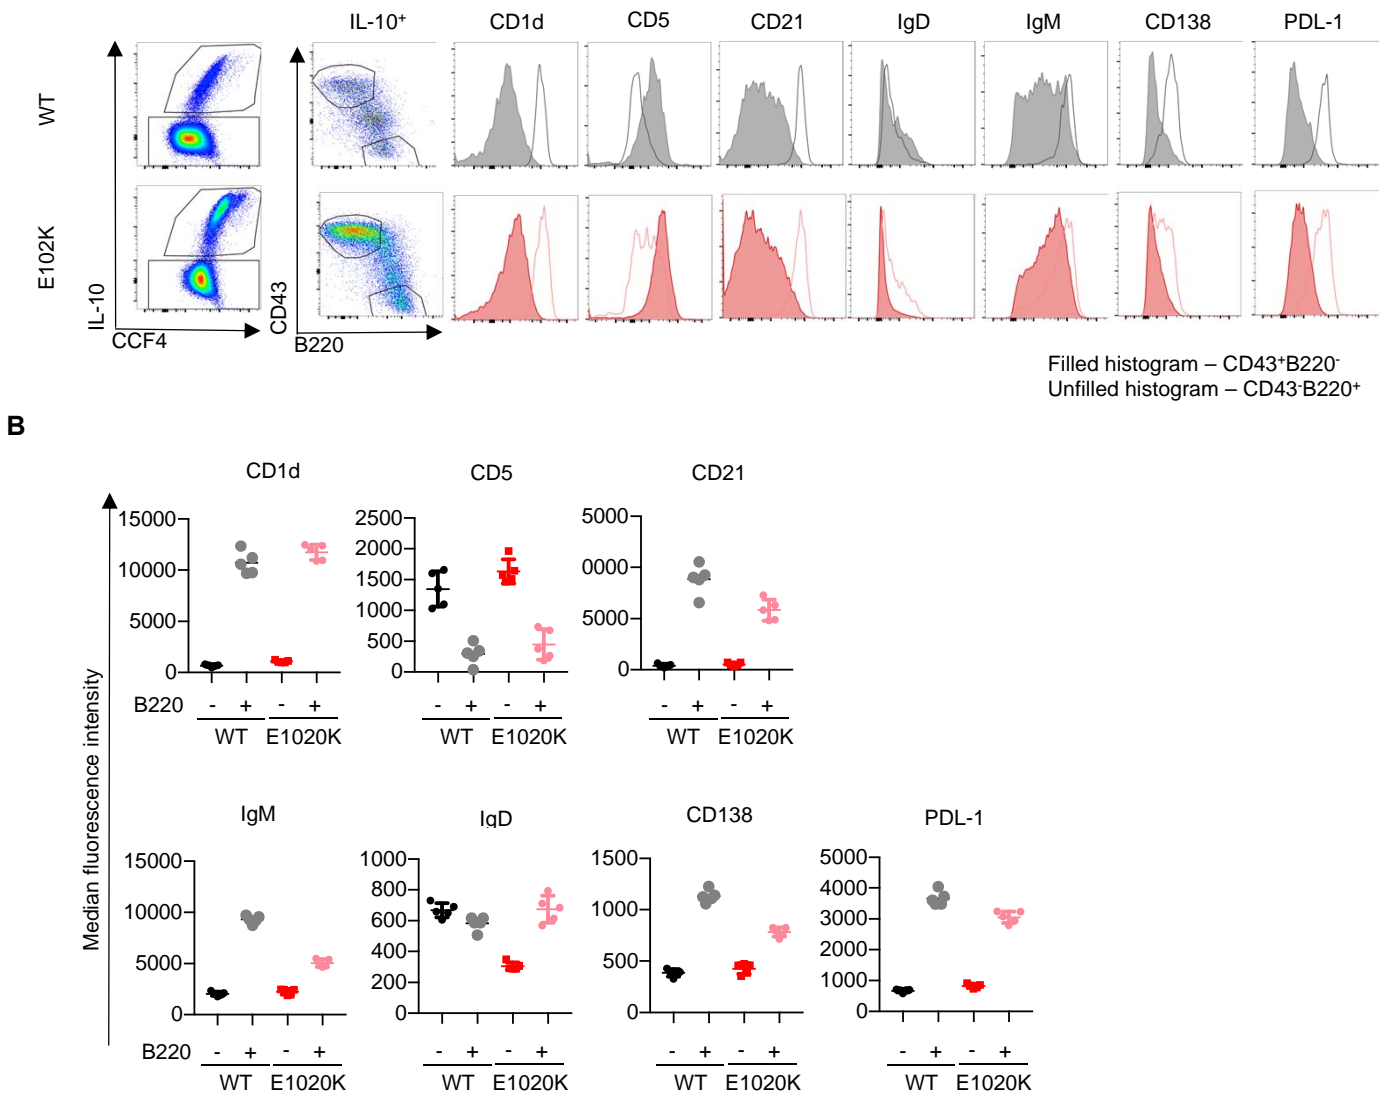 IL-10⁺ CD1d CD5 CD21 IgD IgM CD138 PDL-1
WT
E102K
IL-10
CCF4
CD43
B220
Filled histogram – CD43⁺B220⁻
Unfilled histogram – CD43⁻B220⁺
B
Median fluorescence intensity
CD1d
15000
10000
5000
0
B220 - + - +
WT E1020K
CD5
2500
2000
1500
1000
500
0
- + - +
WT E1020K
CD21
5000
0000
5000
0
- + - +
WT E1020K
IgM
15000
10000
5000
0
B220 - + - +
WT E1020K
IgD
1000
800
600
400
200
0
- + - +
WT E1020K
CD138
1500
1000
500
0
- + - +
WT E1020K
PDL-1
5000
4000
3000
2000
1000
0
- + - +
WT E1020K